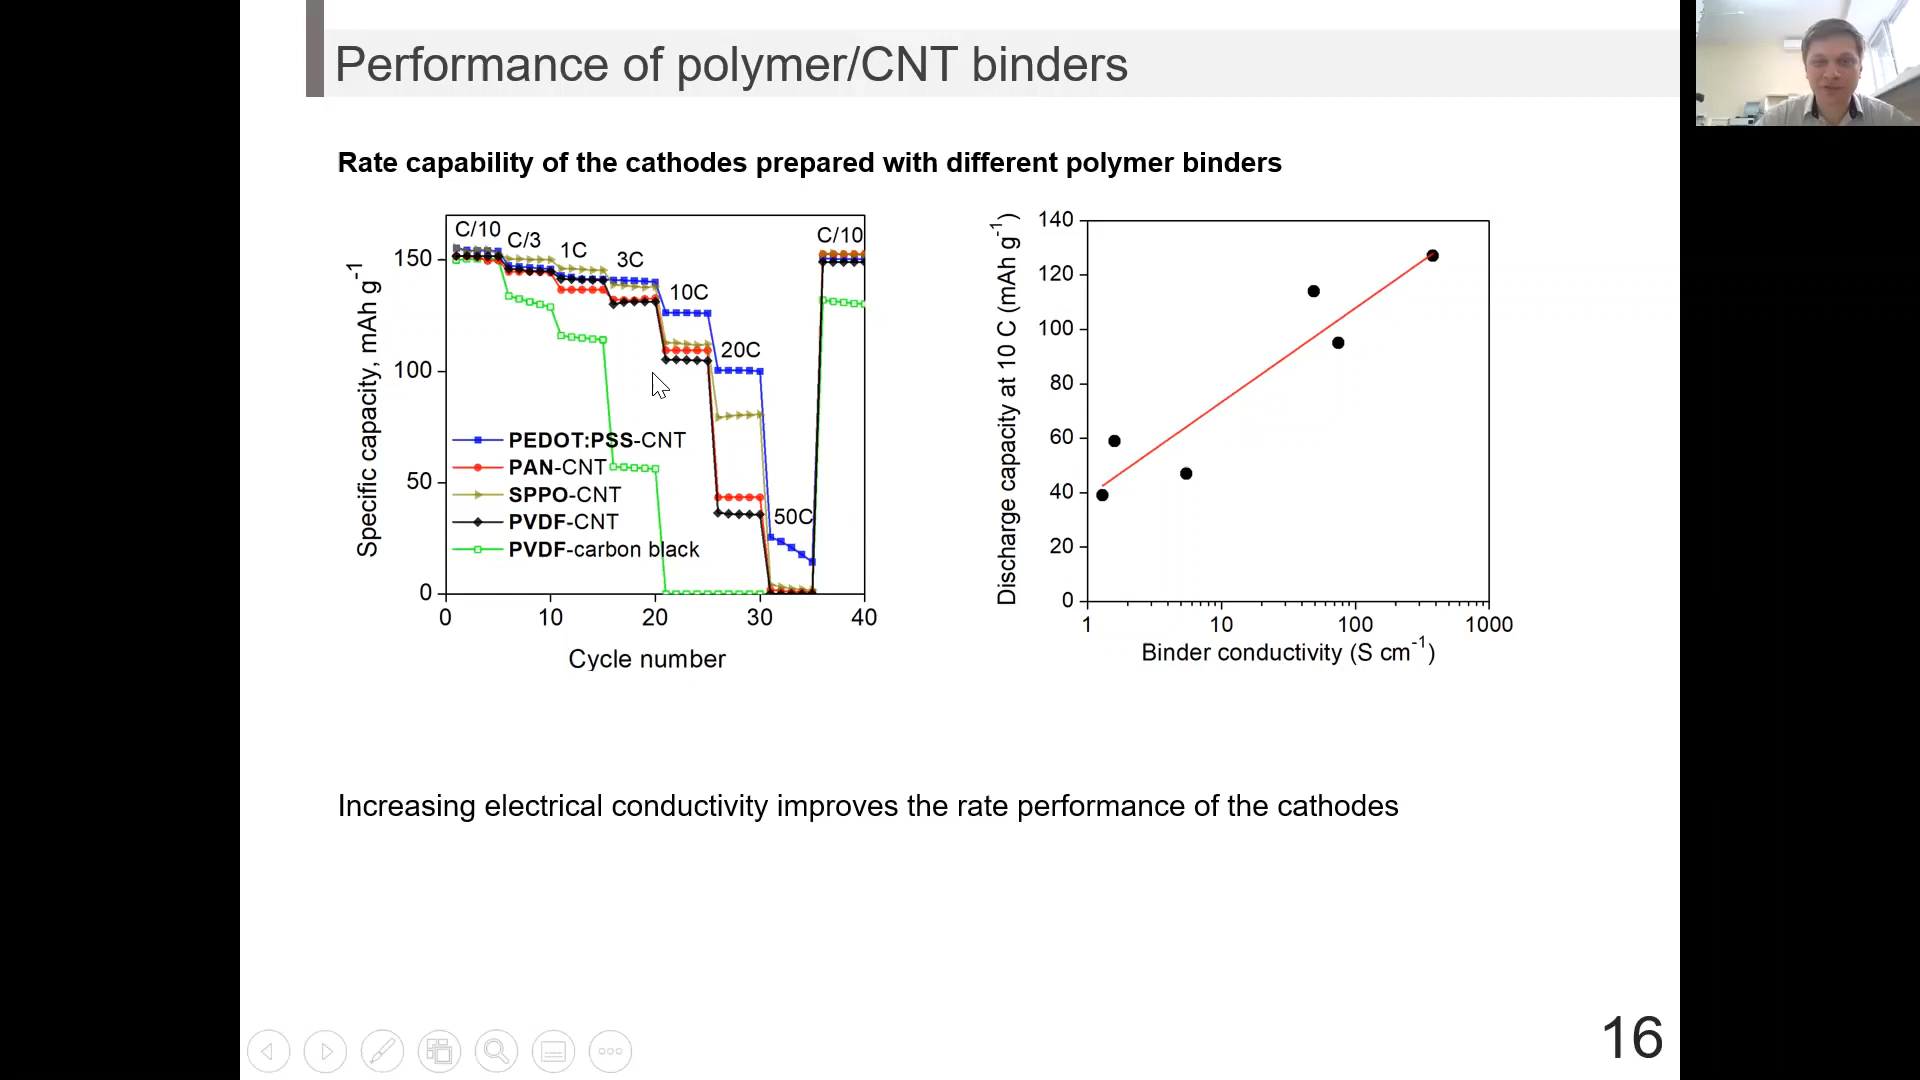 Performance of polymer/CNT binders
Rate capability of the cathodes prepared with different polymer binders
C/10
C/3
1C
3C
10C
20C
50C
C/10
150
100
50
0
Specific capacity, mAh g-1
PEDOT:PSS-CNT
PAN-CNT
SPPO-CNT
PVDF-CNT
PVDF-carbon black
0 10 20 30 40
Cycle number
140
120
100
80
60
40
20
0
Discharge capacity at 10 C (mAh g-1)
1 10 100 1000
Binder conductivity (S cm-1)
Increasing electrical conductivity improves the rate performance of the cathodes
16